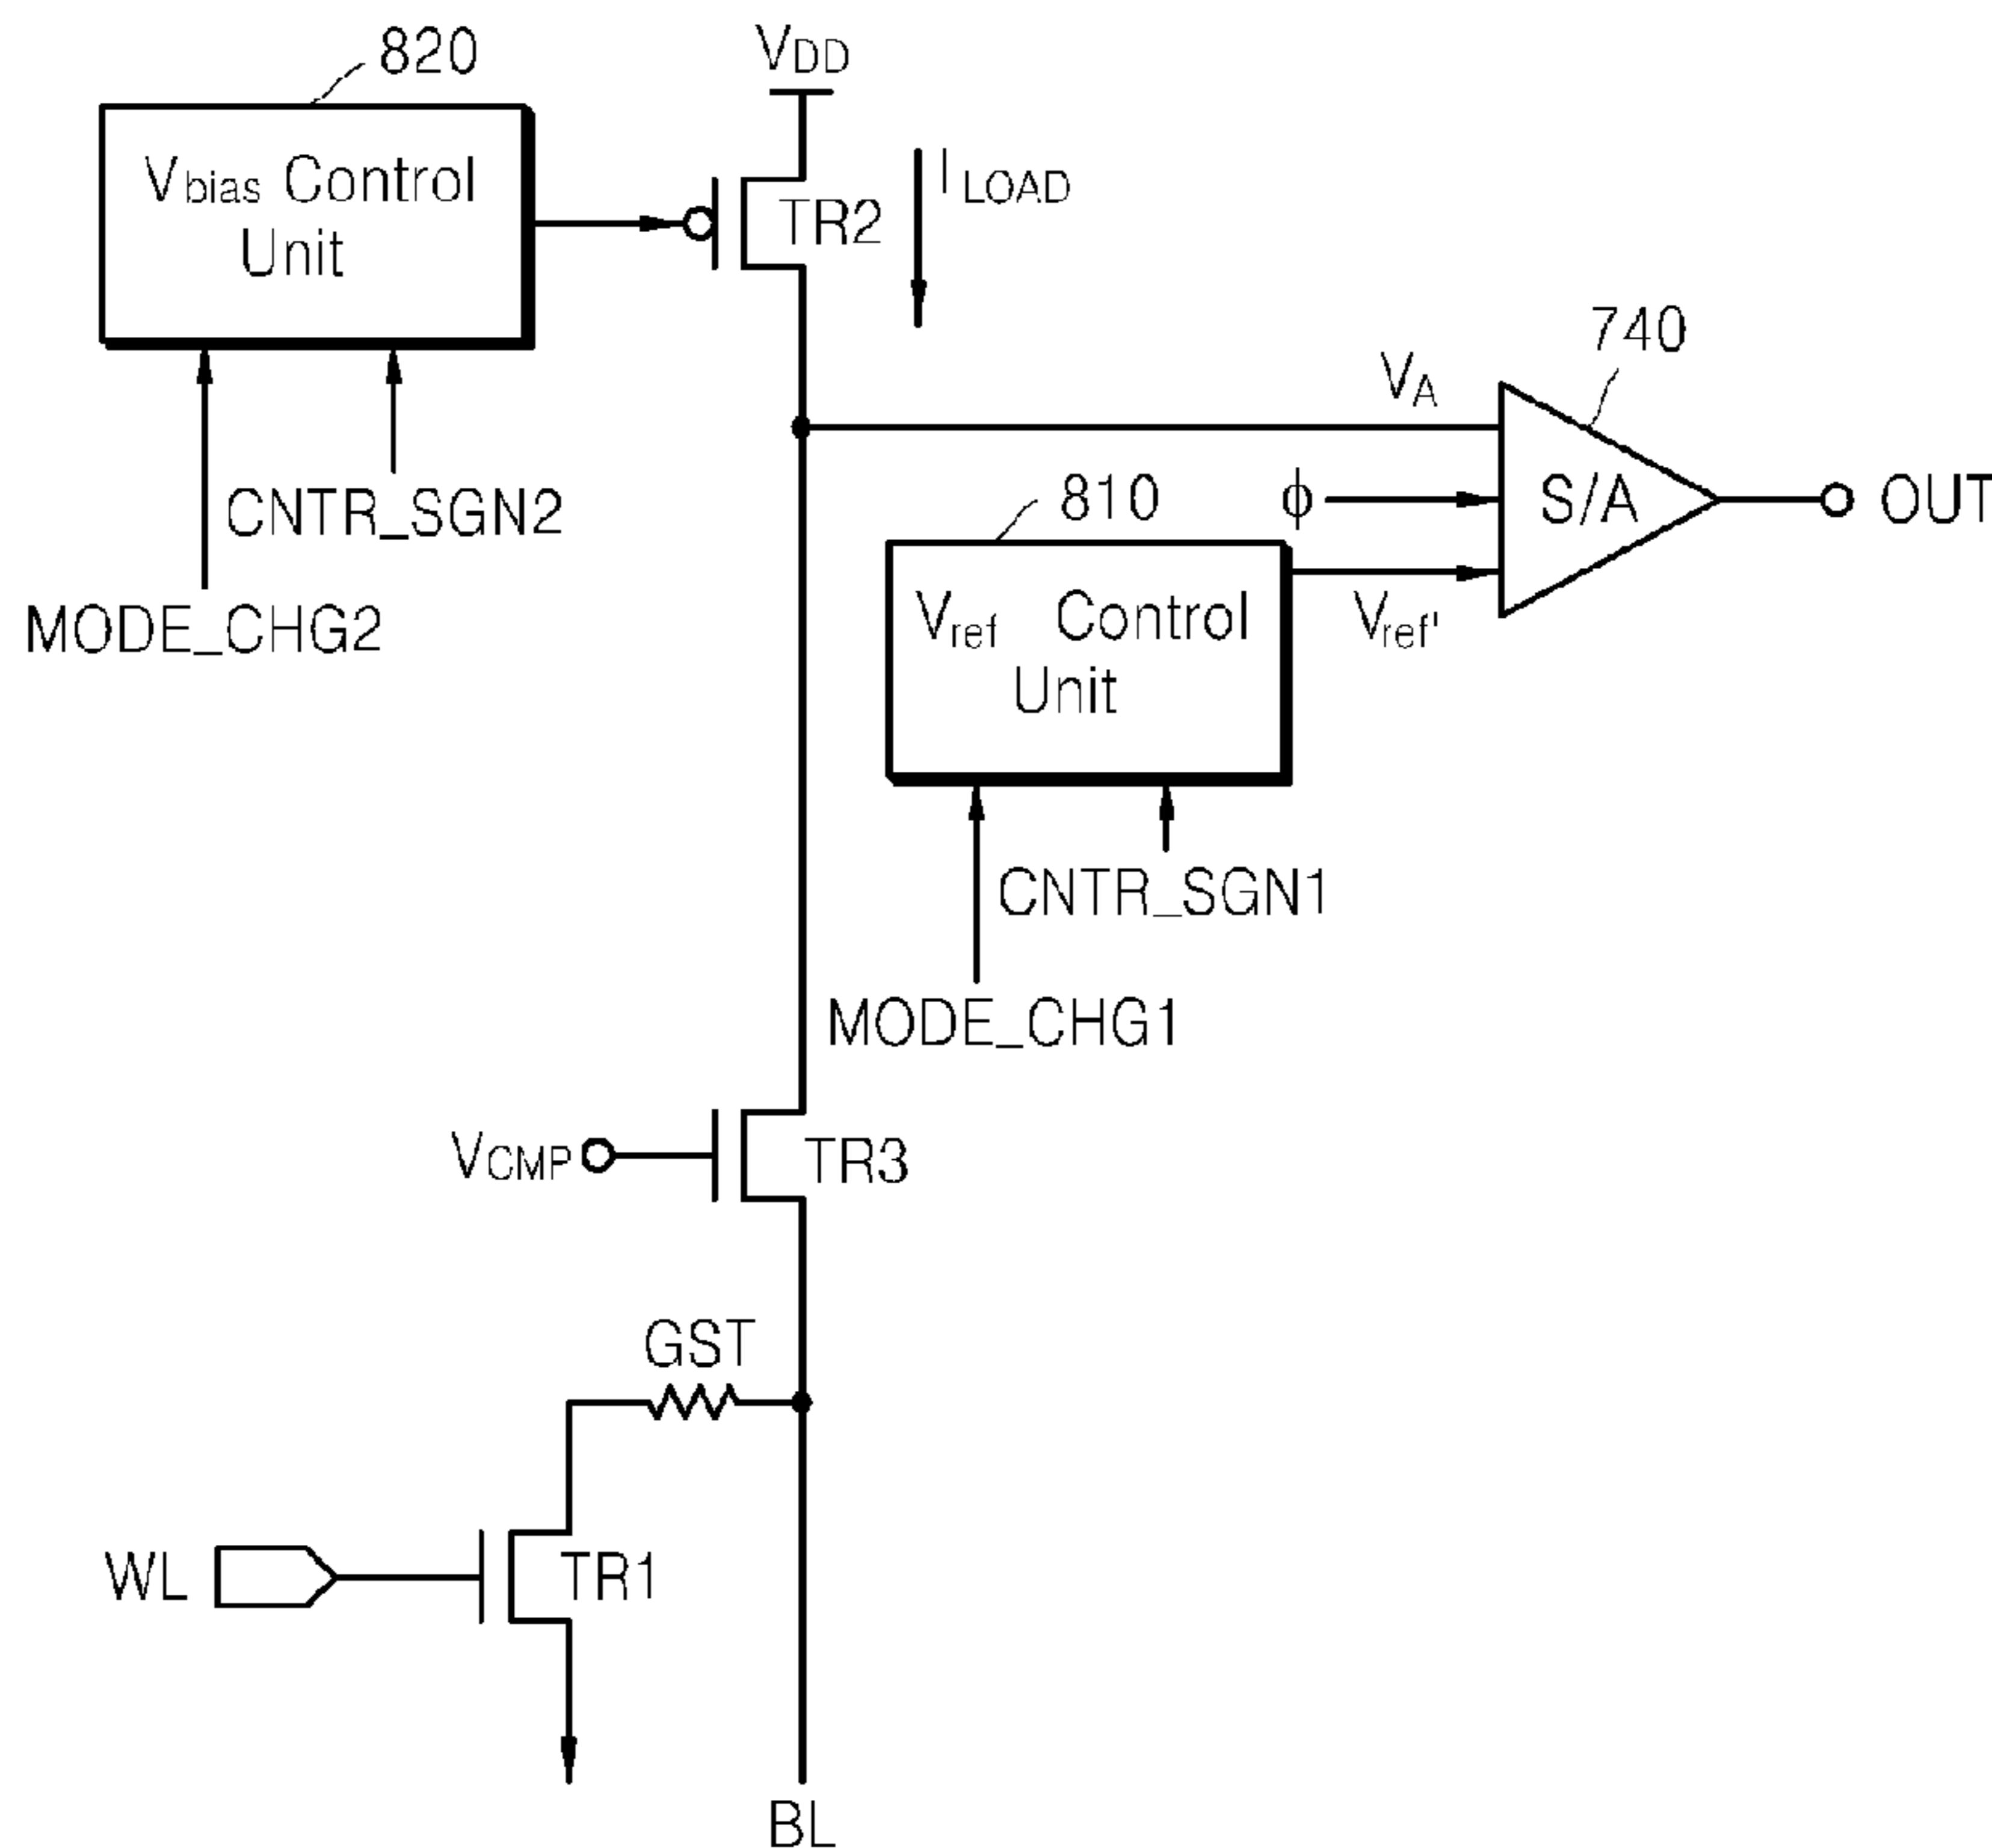 820
VDD
Vbias Control
Unit
ILOAD
TR2
740
VA
CNTR_SGN2
810
ϕ
S/A
OUT
MODE_CHG2
Vref Control
Unit
Vref'
CNTR_SGN1
MODE_CHG1
VCMP
TR3
GST
WL
TR1
BL